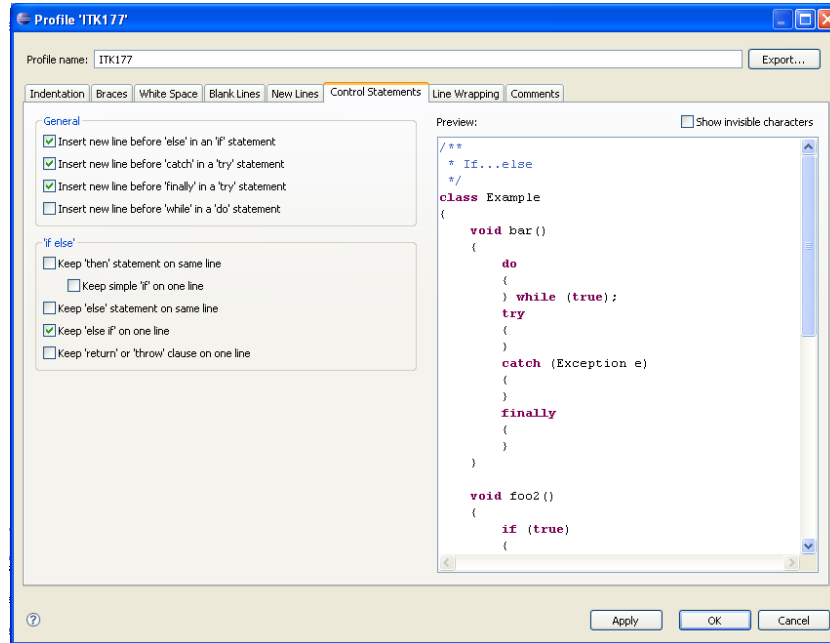 Profile 'ITK177'
Profile name: ITK177 Export...
Indentation Braces White Space Blank Lines New Lines Control Statements Line Wrapping Comments
General
Insert new line before 'else' in an 'if' statement
Insert new line before 'catch' in a 'try' statement
Insert new line before 'finally' in a 'try' statement
Insert new line before 'while' in a 'do' statement
'if else'
Keep 'then' statement on same line
Keep simple 'if' on one line
Keep 'else' statement on same line
Keep 'else if' on one line
Keep 'return' or 'throw' clause on one line
Preview: Show invisible characters
/**
 * If...else
 */
class Example
{
    void bar()
    {
        do
        {
        } while (true);
        try
        {
        }
        catch (Exception e)
        {
        }
        finally
        {
        }
    }

    void foo2()
    {
        if (true)
        {
? Apply OK Cancel